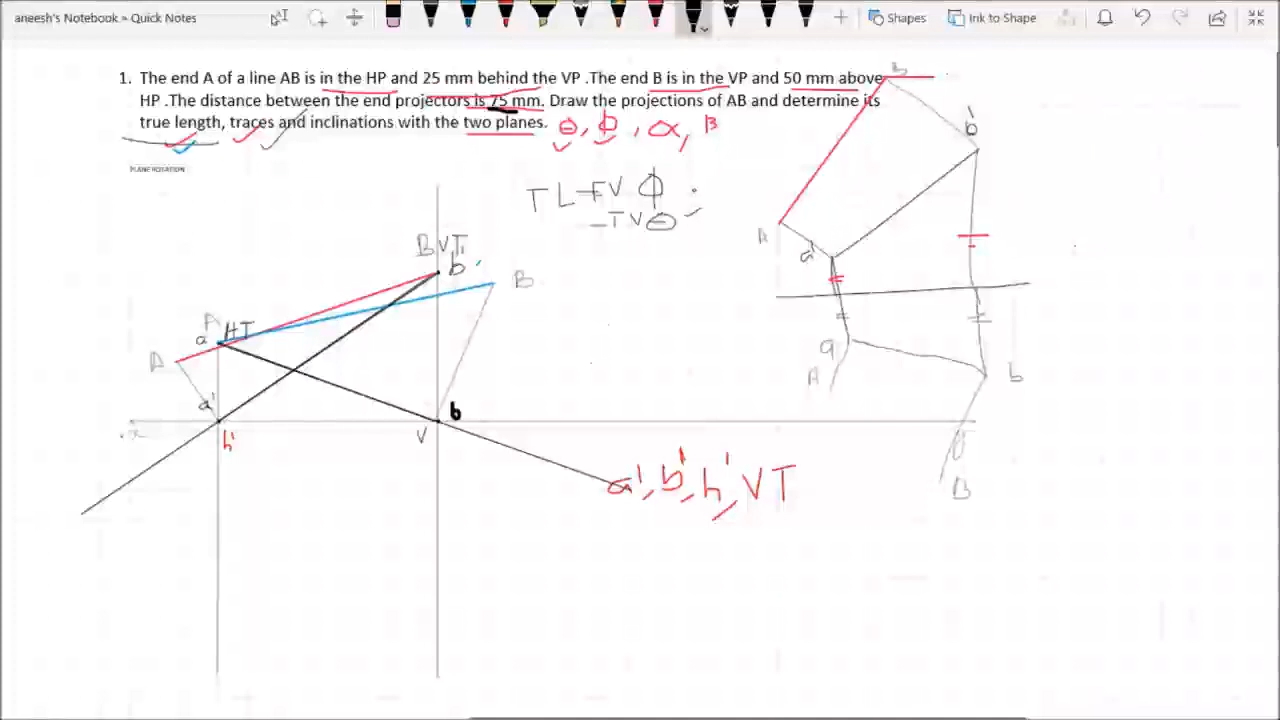 aneesh's Notebook » Quick Notes
Shapes
Ink to Shape
1. The end A of a line AB is in the HP and 25 mm behind the VP .The end B is in the VP and 50 mm above
HP .The distance between the end projectors is 75 mm. Draw the projections of AB and determine its
true length, traces and inclinations with the two planes.
θ, φ, α, β
PLANE ROTATION
TL-FV φ
-TV θ
B
b'
A
a'
a
A
b
B
B VT,
b'
B
A
a HT
A
a'
h'
b
V
x
a', b', h', VT